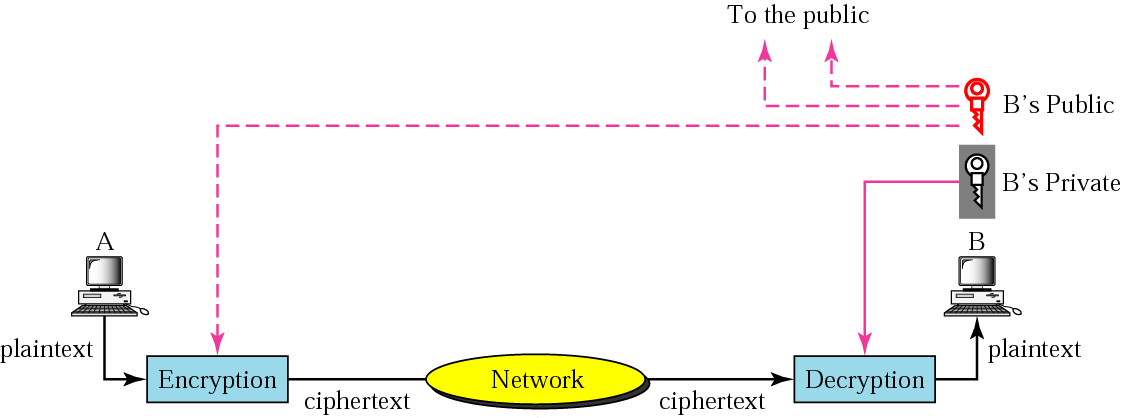 To the public
B's Public
B's Private
A
B
plaintext
plaintext
Encryption
Network
Decryption
ciphertext
ciphertext